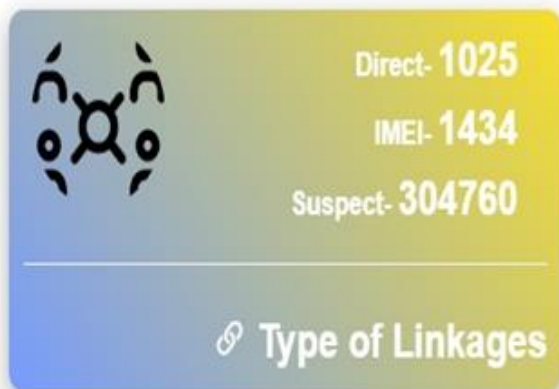 Direct- 1025
IMEI- 1434
Suspect- 304760
Type of Linkages